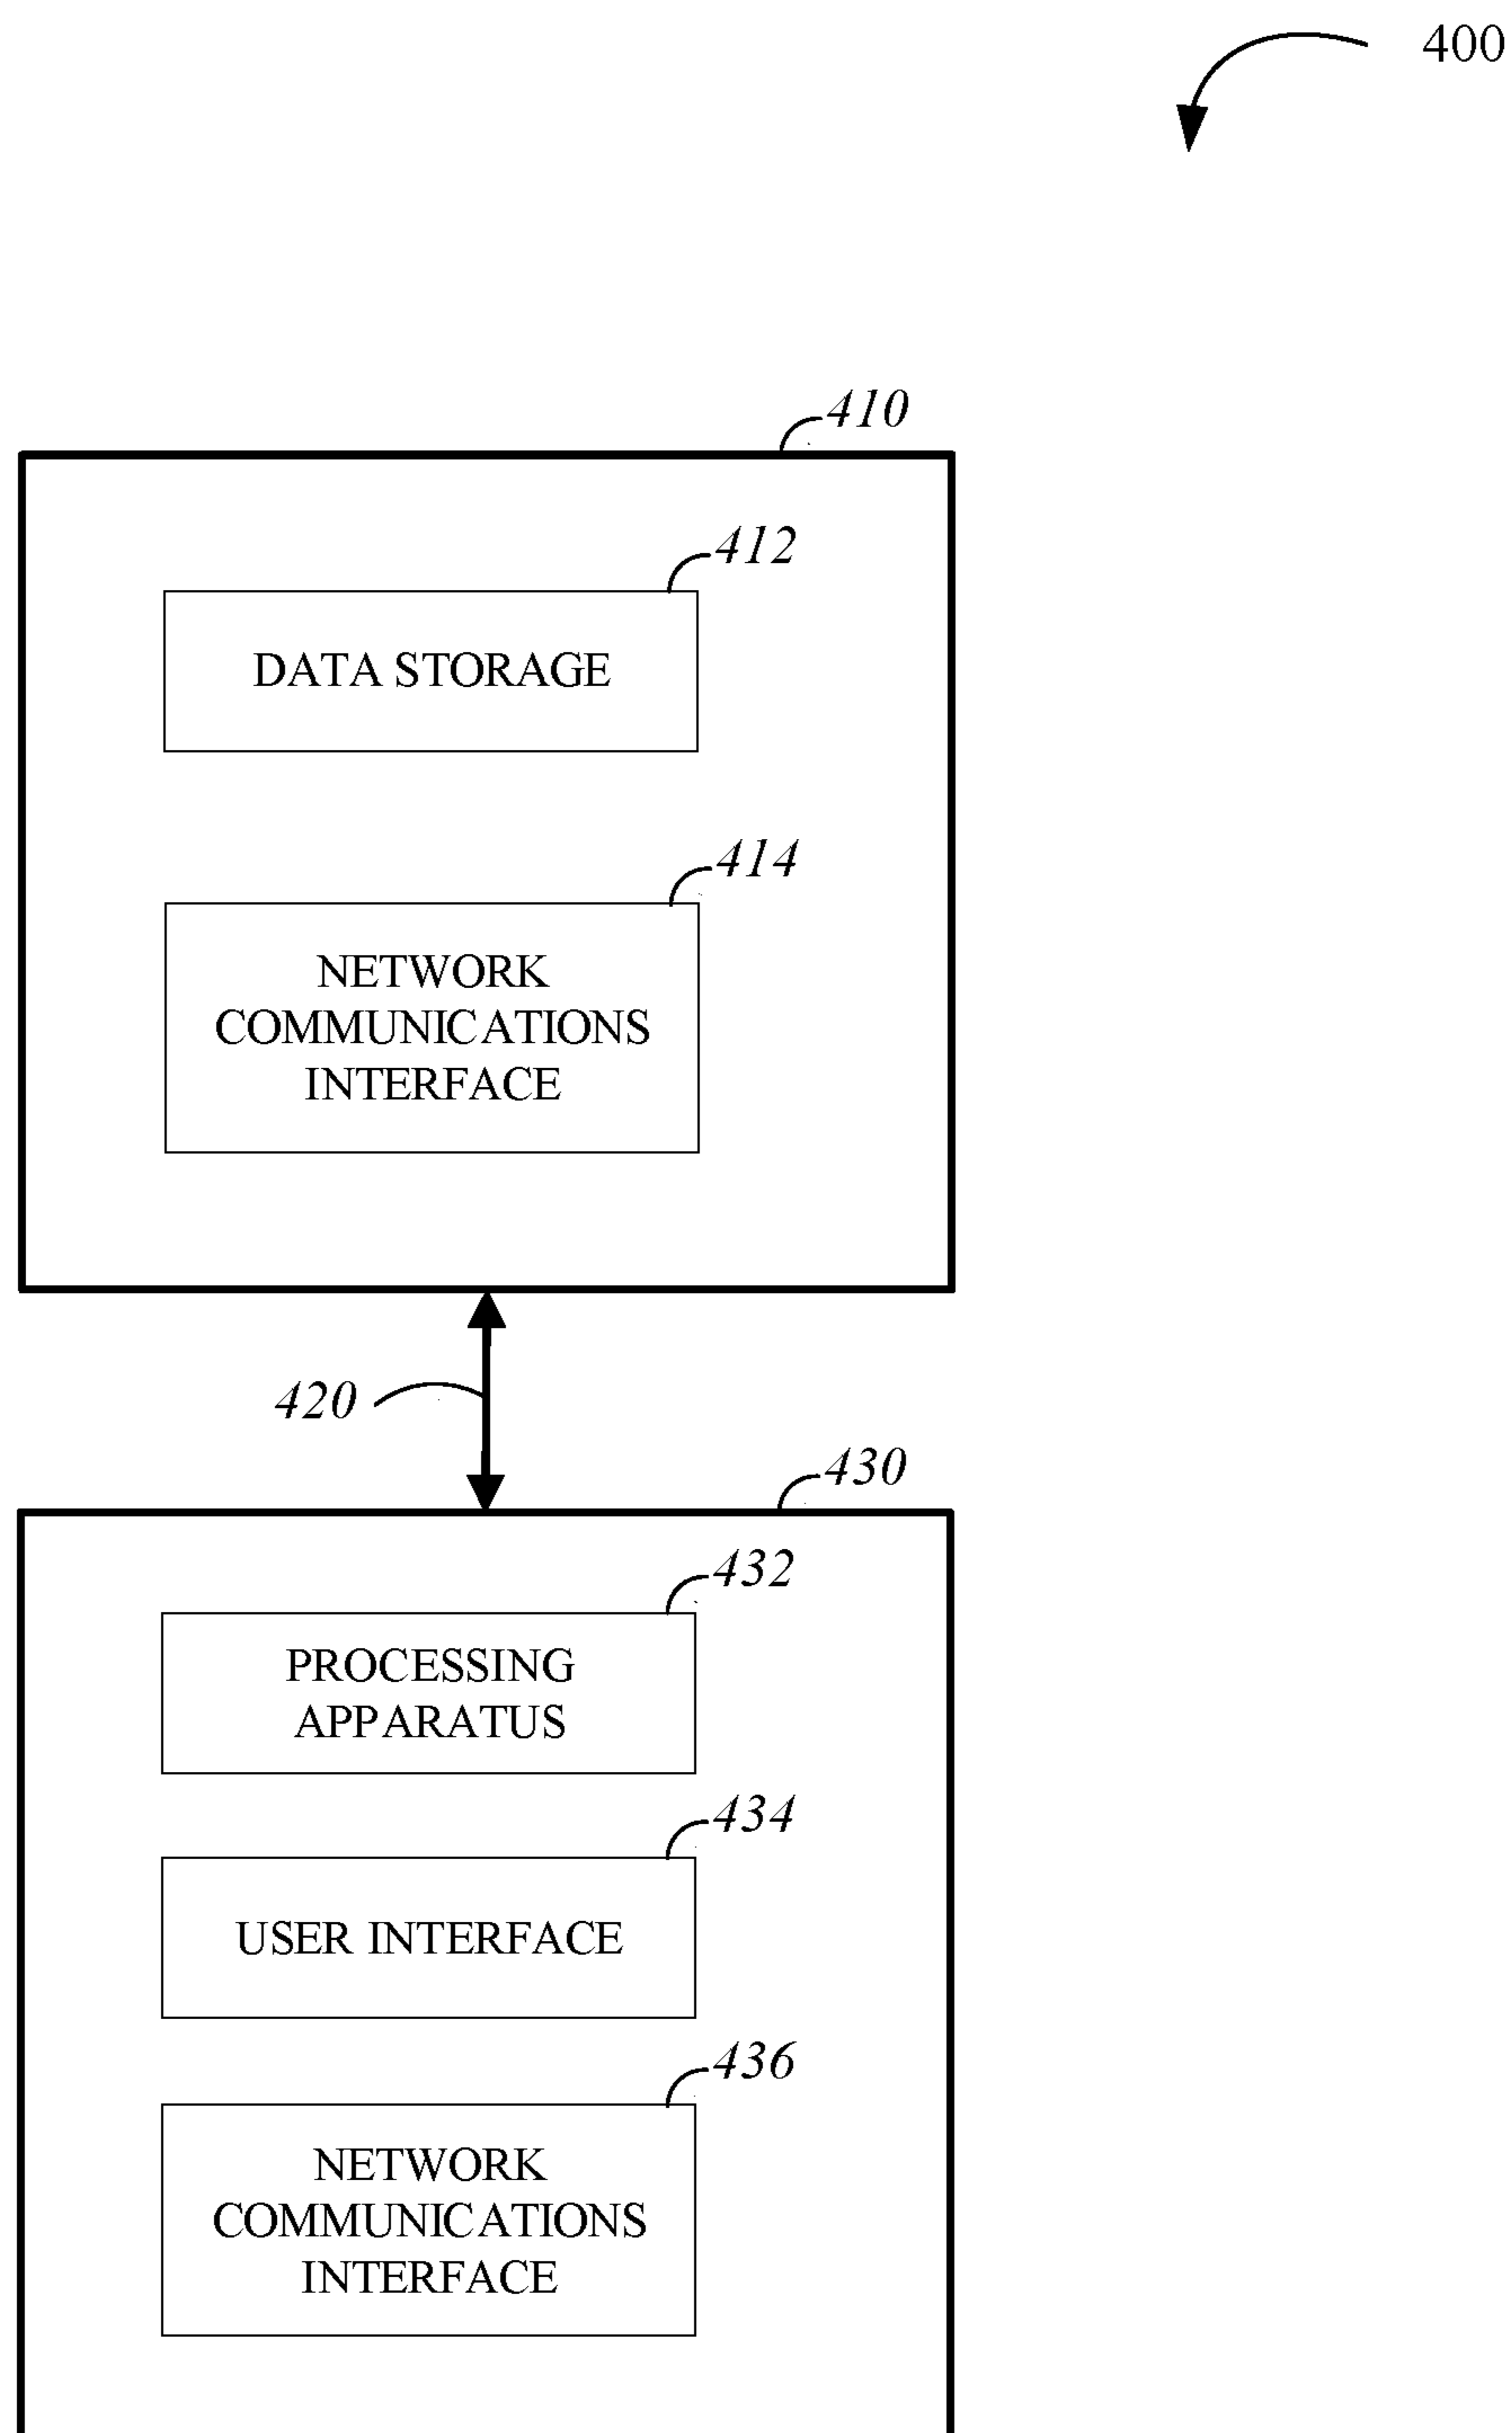 400
410
412
DATA STORAGE
414
NETWORK
COMMUNICATIONS
INTERFACE
420
430
432
PROCESSING
APPARATUS
434
USER INTERFACE
436
NETWORK
COMMUNICATIONS
INTERFACE